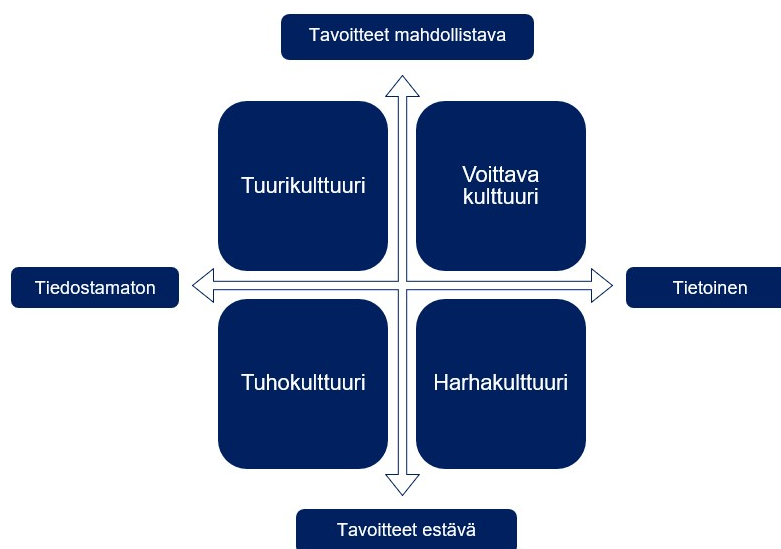 Tavoitteet mahdollistava
Tuurikulttuuri
Voittava
kulttuuri
Tiedostamaton
Tietoinen
Tuhokulttuuri
Harhakulttuuri
Tavoitteet estävä